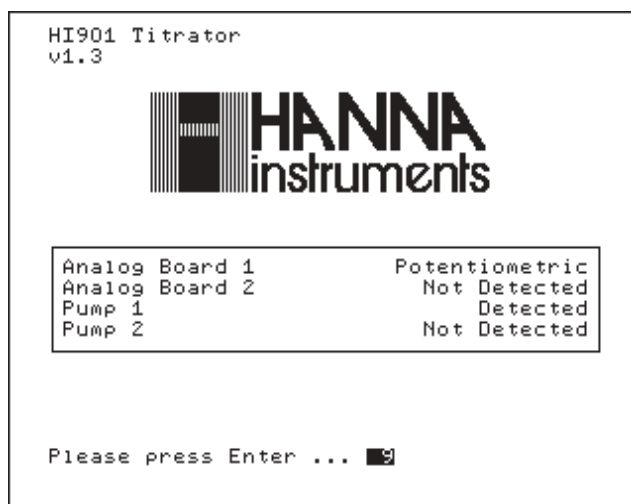 HI901 Titrator
v1.3
HANNA
instruments
Analog Board 1 Potentiometric
Analog Board 2 Not Detected
Pump 1 Detected
Pump 2 Not Detected
Please press Enter ... 9